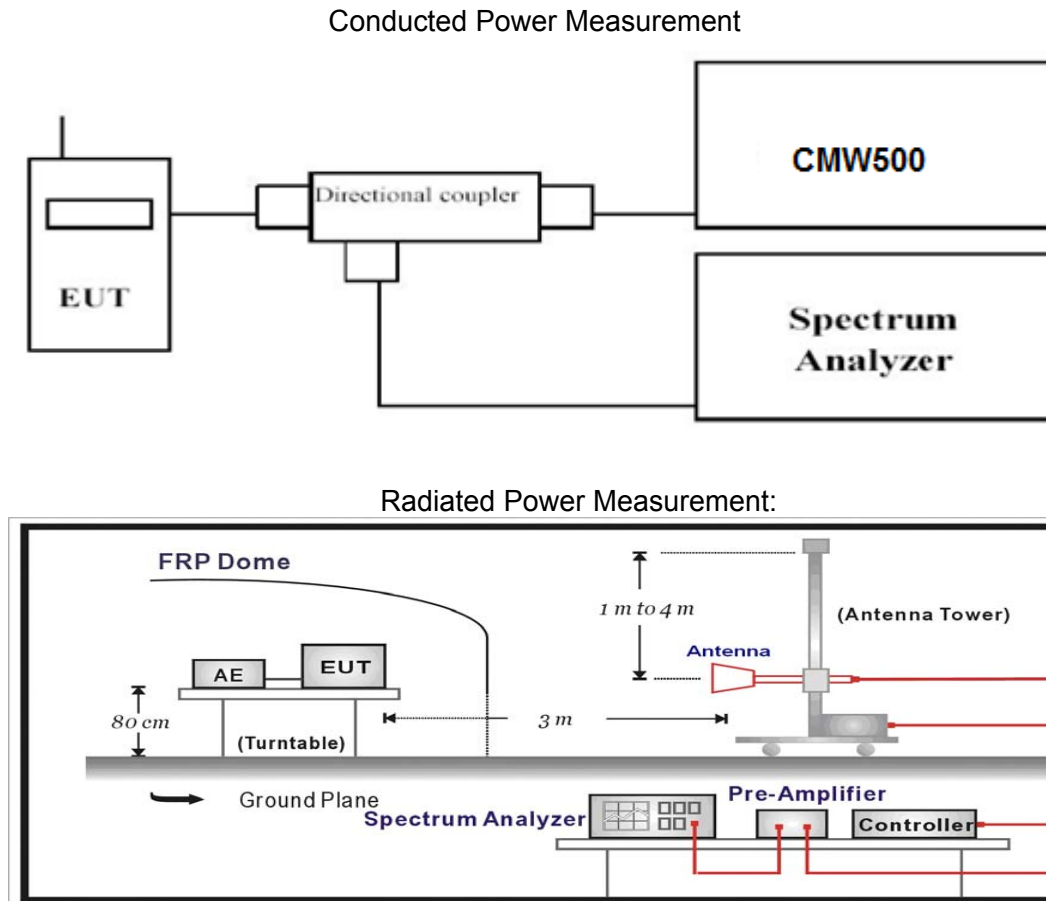 Conducted Power Measurement
CMW500
Directional coupler
EUT
Spectrum
Analyzer
Radiated Power Measurement:
FRP Dome
1 m to 4 m
(Antenna Tower)
Antenna
AE
EUT
80 cm
(Turntable)
3 m
Ground Plane
Spectrum Analyzer
Pre-Amplifier
Controller